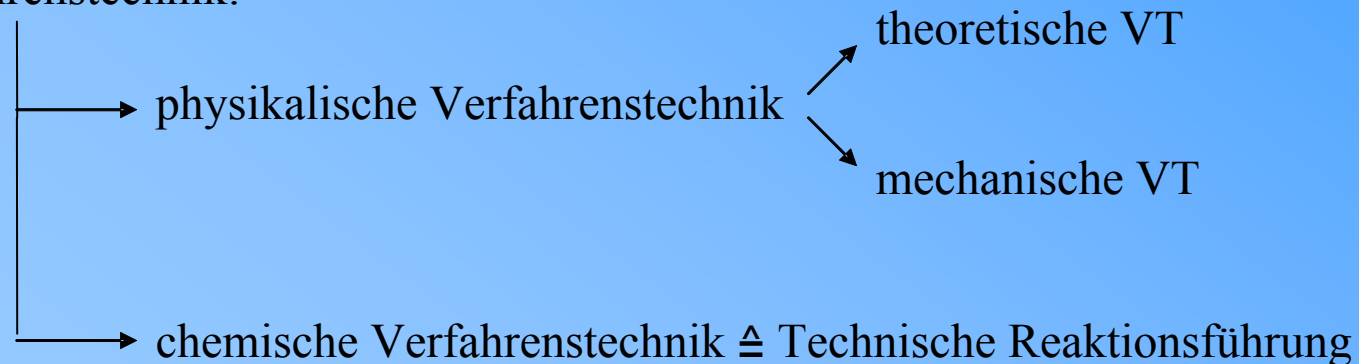 theoretische VT
physikalische Verfahrenstechnik
mechanische VT
chemische Verfahrenstechnik ≙ Technische Reaktionsführung